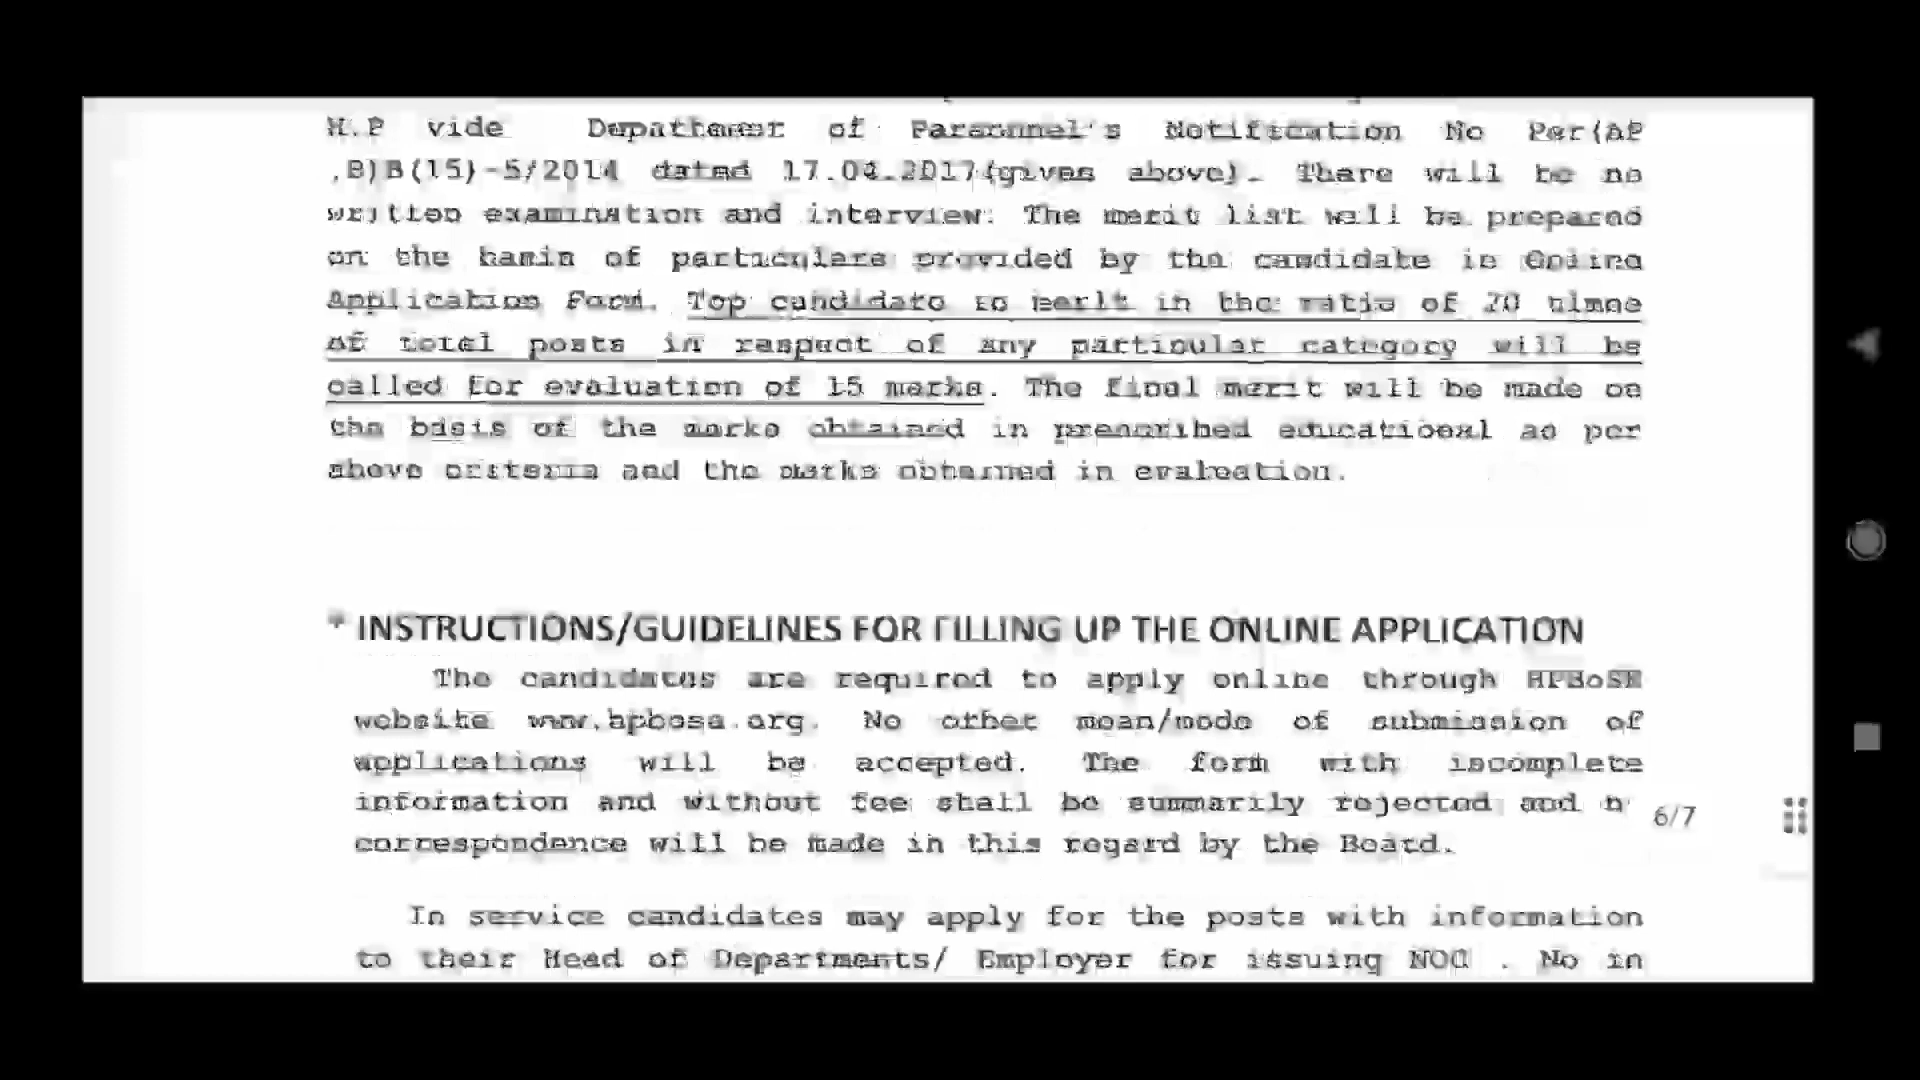 H.P vide Department of Personnel's Notification No Per(AP
,B)B(15)-5/2014 dated 17.04.2017(given above). There will be no
written examination and interview. The merit list will be prepared
on the basis of particulars provided by the candidate in Online
Application Form. Top candidate in merit in the ratio of 20 times
of total posts in respect of any particular category will be
called for evaluation of 15 marks. The final merit will be made on
the basis of the marks obtained in prescribed educational as per
above criteria and the marks obtained in evaluation.
* INSTRUCTIONS/GUIDELINES FOR FILLING UP THE ONLINE APPLICATION
The candidates are required to apply online through HPBoSE
website www.hpbose.org. No other mean/mode of submission of
applications will be accepted. The form with incomplete
information and without fee shall be summarily rejected and
correspondence will be made in this regard by the Board.
6/7
In service candidates may apply for the posts with information
to their Head of Departments/ Employer for issuing NOC . No in